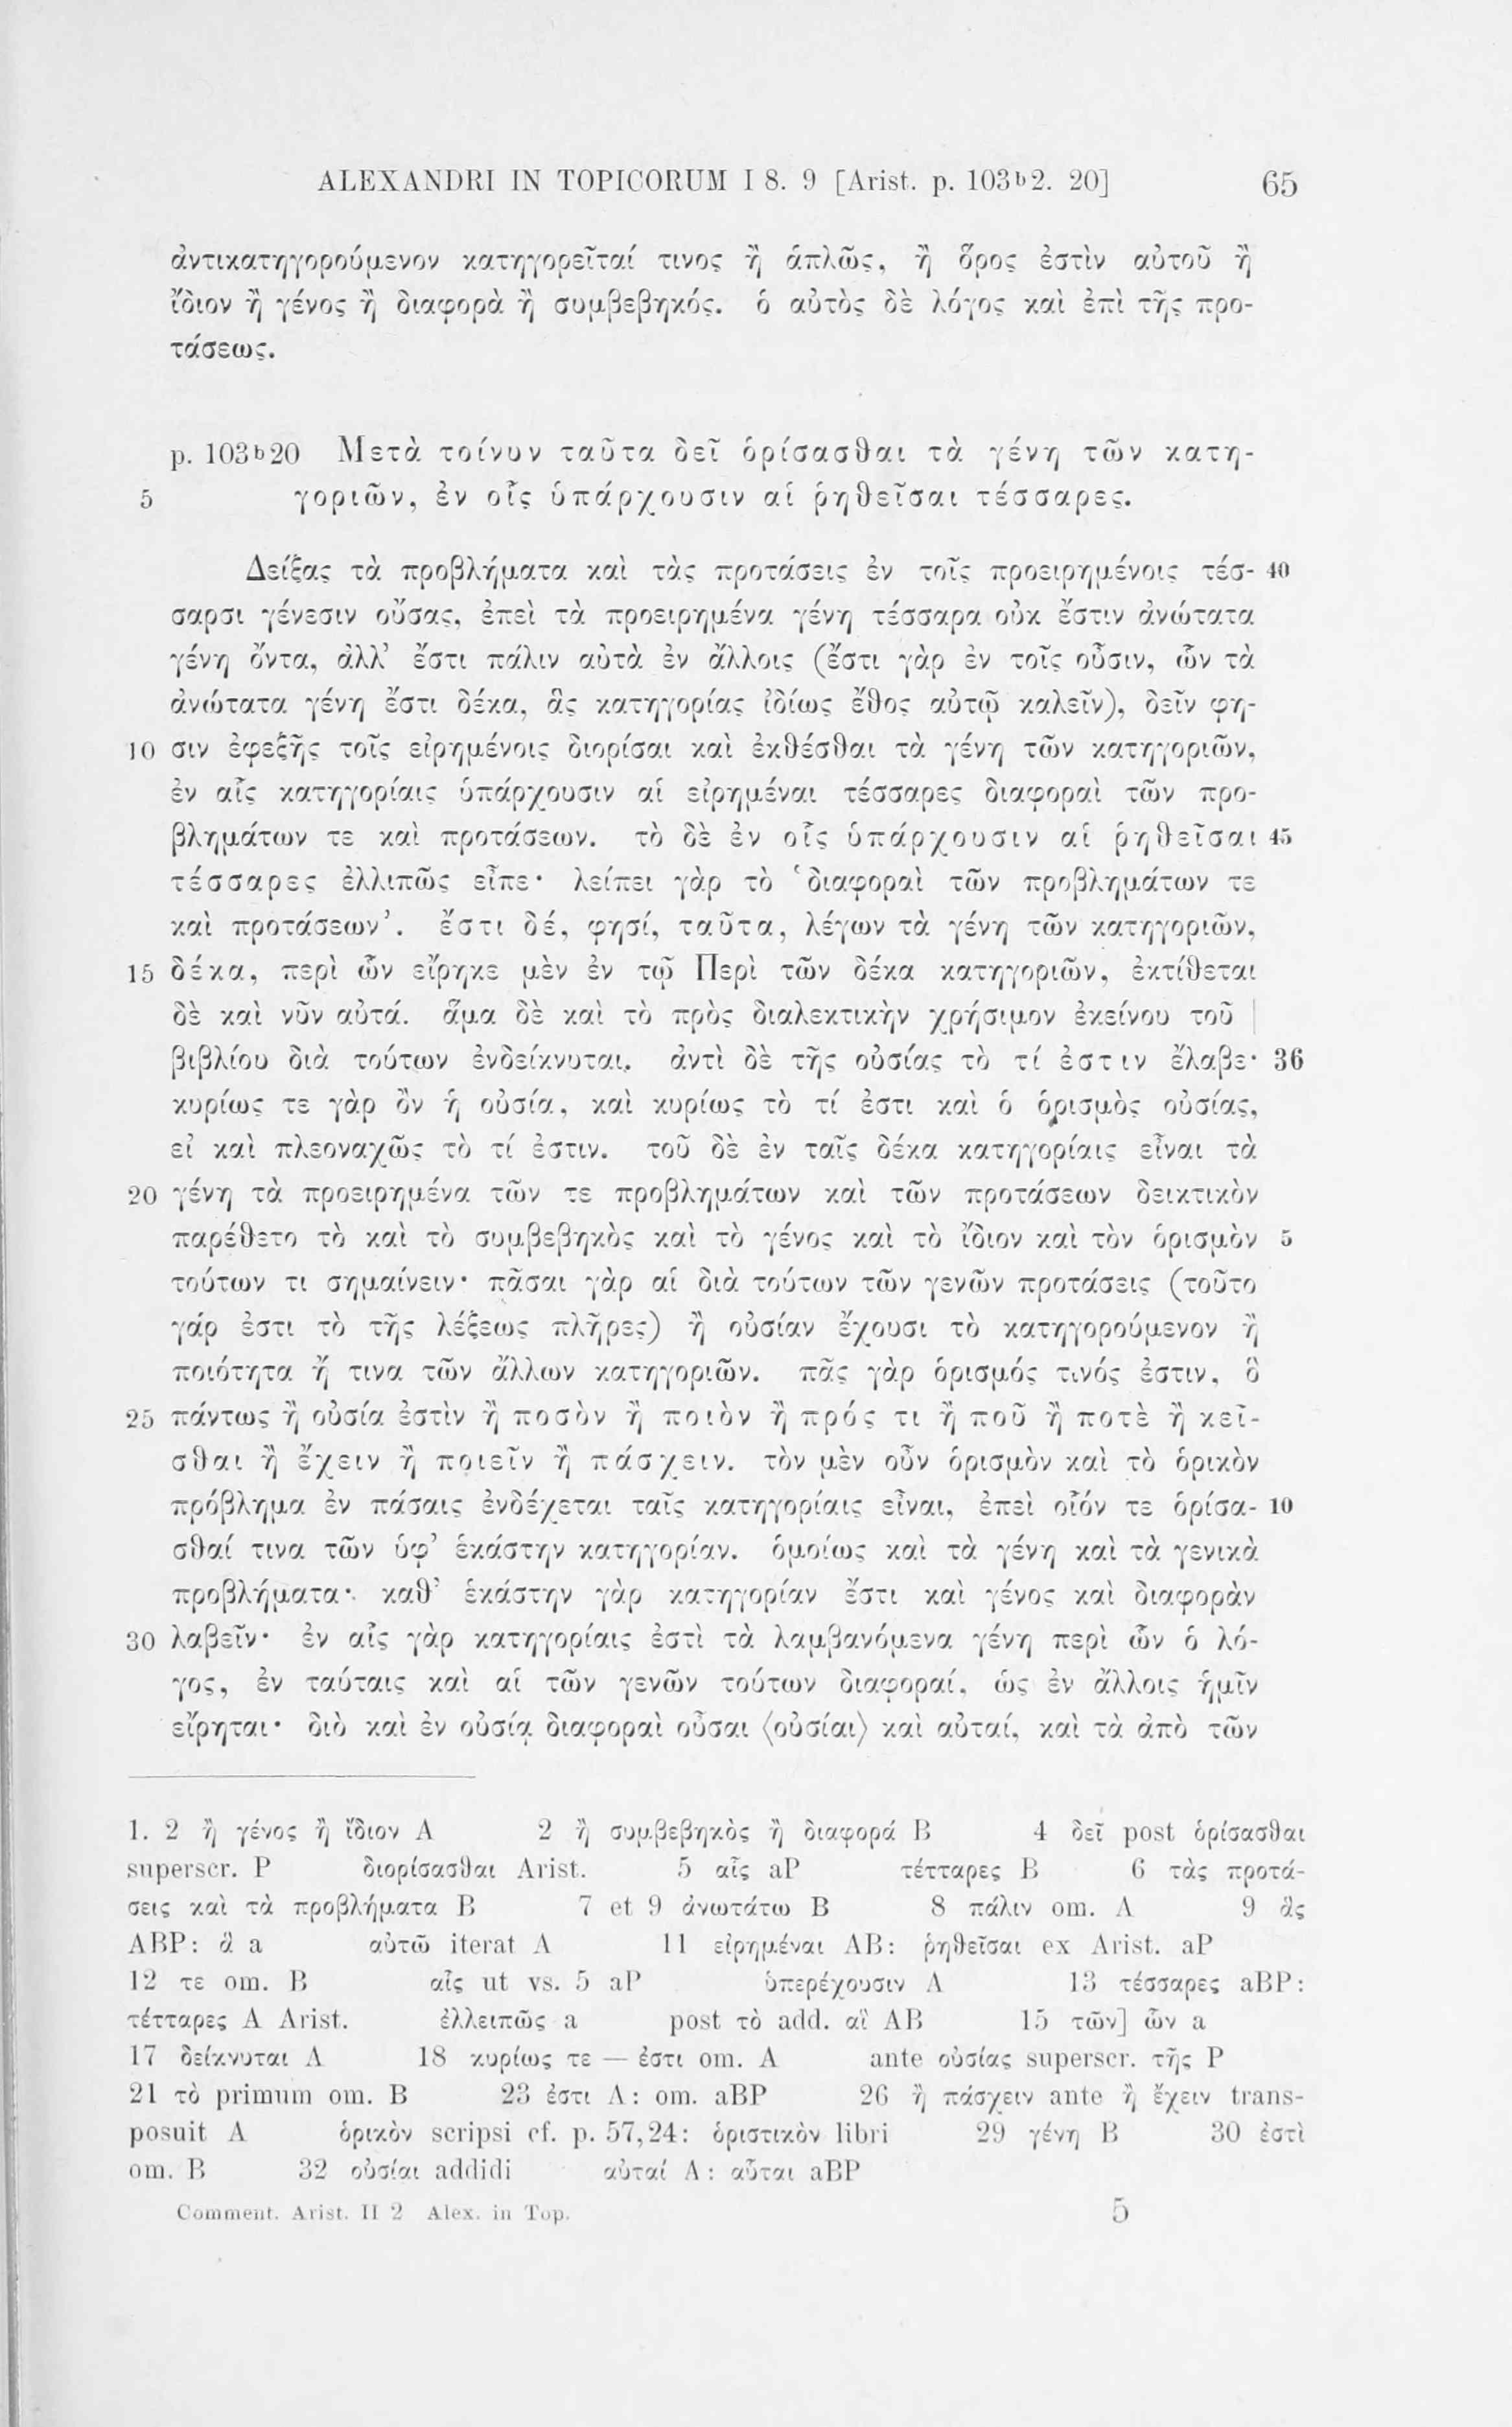 ALEXANDRI IN TOPICORUM I 8. 9 [Arist. p. 103b2. 20] 65
ἀντικατηγορούμενον κατηγορεῖταί τινος ἢ ἁπλῶς, ἢ ὅρος ἐστὶν αὐτοῦ ἢ
ἴδιον ἢ γένος ἢ διαφορὰ ἢ συμβεβηκός. ὁ αὐτὸς δὲ λόγος καὶ ἐπὶ τῆς προ-
τάσεως.
p. 103b20 Μετὰ τοίνυν ταῦτα δεῖ ὁρίσασθαι τὰ γένη τῶν κατη-
5 γοριῶν, ἐν οἷς ὑπάρχουσιν αἱ ῥηθεῖσαι τέσσαρες.
Δείξας τὰ προβλήματα καὶ τὰς προτάσεις ἐν τοῖς προειρημένοις τέσ- 40
σαρσι γένεσιν οὔσας, ἐπεὶ τὰ προειρημένα γένη τέσσαρα οὐκ ἔστιν ἀνώτατα
γένη ὄντα, ἀλλ’ ἔστι πάλιν αὐτὰ ἐν ἄλλοις (ἔστι γὰρ ἐν τοῖς οὖσιν, ὧν τὰ
ἀνώτατα γένη ἔστι δέκα, ἃς κατηγορίας ἰδίως ἔθος αὐτῷ καλεῖν), δεῖν φη-
10 σιν ἐφεξῆς τοῖς εἰρημένοις διορίσαι καὶ ἐκθέσθαι τὰ γένη τῶν κατηγοριῶν,
ἐν αἷς κατηγορίαις ὑπάρχουσιν αἱ εἰρημέναι τέσσαρες διαφοραὶ τῶν προ-
βλημάτων τε καὶ προτάσεων. τὸ δὲ ἐν οἷς ὑπάρχουσιν αἱ ῥηθεῖσαι 45
τέσσαρες ἐλλιπῶς εἶπε· λείπει γὰρ τὸ ‘διαφοραὶ τῶν προβλημάτων τε
καὶ προτάσεων’. ἔστι δέ, φησί, ταῦτα, λέγων τὰ γένη τῶν κατηγοριῶν,
15 δέκα, περὶ ὧν εἴρηκε μὲν ἐν τῷ Περὶ τῶν δέκα κατηγοριῶν, ἐκτίθεται
δὲ καὶ νῦν αὐτά. ἅμα δὲ καὶ τὸ πρὸς διαλεκτικὴν χρήσιμον ἐκείνου τοῦ |
βιβλίου διὰ τούτων ἐνδείκνυται. ἀντὶ δὲ τῆς οὐσίας τὸ τί ἐστιν ἔλαβε· 36
κυρίως τε γὰρ ὂν ἡ οὐσία, καὶ κυρίως τὸ τί ἐστι καὶ ὁ ὁρισμὸς οὐσίας,
εἰ καὶ πλεοναχῶς τὸ τί ἐστιν. τοῦ δὲ ἐν ταῖς δέκα κατηγορίαις εἶναι τὰ
20 γένη τὰ προειρημένα τῶν τε προβλημάτων καὶ τῶν προτάσεων δεικτικὸν
παρέθετο τὸ καὶ τὸ συμβεβηκὸς καὶ τὸ γένος καὶ τὸ ἴδιον καὶ τὸν ὁρισμὸν 5
τούτων τι σημαίνειν· πᾶσαι γὰρ αἱ διὰ τούτων τῶν γενῶν προτάσεις (τοῦτο
γάρ ἐστι τὸ τῆς λέξεως πλῆρες) ἢ οὐσίαν ἔχουσι τὸ κατηγορούμενον ἢ
ποιότητα ἤ τινα τῶν ἄλλων κατηγοριῶν. πᾶς γὰρ ὁρισμός τινός ἐστιν, ὃ
25 πάντως ἢ οὐσία ἐστὶν ἢ ποσὸν ἢ ποιὸν ἢ πρός τι ἢ ποῦ ἢ ποτὲ ἢ κεῖ-
σθαι ἢ ἔχειν ἢ ποιεῖν ἢ πάσχειν. τὸν μὲν οὖν ὁρισμὸν καὶ τὸ ὁρικὸν
πρόβλημα ἐν πάσαις ἐνδέχεται ταῖς κατηγορίαις εἶναι, ἐπεὶ οἷόν τε ὁρίσα- 10
σθαί τινα τῶν ὑφ’ ἑκάστην κατηγορίαν. ὁμοίως καὶ τὰ γένη καὶ τὰ γενικὰ
προβλήματα· καθ’ ἑκάστην γὰρ κατηγορίαν ἔστι καὶ γένος καὶ διαφορὰν
30 λαβεῖν· ἐν αἷς γὰρ κατηγορίαις ἐστὶ τὰ λαμβανόμενα γένη περὶ ὧν ὁ λό-
γος, ἐν ταύταις καὶ αἱ τῶν γενῶν τούτων διαφοραί, ὡς ἐν ἄλλοις ἡμῖν
εἴρηται· διὸ καὶ ἐν οὐσίᾳ διαφοραὶ οὖσαι ⟨οὐσίαι⟩ καὶ αὐταί, καὶ τὰ ἀπὸ τῶν
1. 2 ἢ γένος ἢ ἴδιον A 2 ἢ συμβεβηκὸς ἢ διαφορά B 4 δεῖ post ὁρίσασθαι
superscr. P διορίσασθαι Arist. 5 αἷς aP τέτταρες B 6 τὰς προτά-
σεις καὶ τὰ προβλήματα B 7 et 9 ἀνωτάτω B 8 πάλιν om. A 9 ἃς
ABP: ἃ a αὐτῶ iterat A 11 εἰρημέναι AB: ῥηθεῖσαι ex Arist. aP
12 τε om. B αἷς ut vs. 5 aP ὑπερέχουσιν A 13 τέσσαρες aBP:
τέτταρες A Arist. ἐλλειπῶς a post τὸ add. αἱ AB 15 τῶν] ὧν a
17 δείκνυται A 18 κυρίως τε — ἐστι om. A ante οὐσίας superscr. τῆς P
21 τὸ primum om. B 23 ἐστι A: om. aBP 26 ἢ πάσχειν ante ἢ ἔχειν trans-
posuit A ὁρικὸν scripsi cf. p. 57,24: ὁριστικὸν libri 29 γένη B 30 ἐστὶ
om. B 32 οὐσίαι addidi αὐταί A: αὗται aBP
Comment. Arist. II 2 Alex. in Top. 5